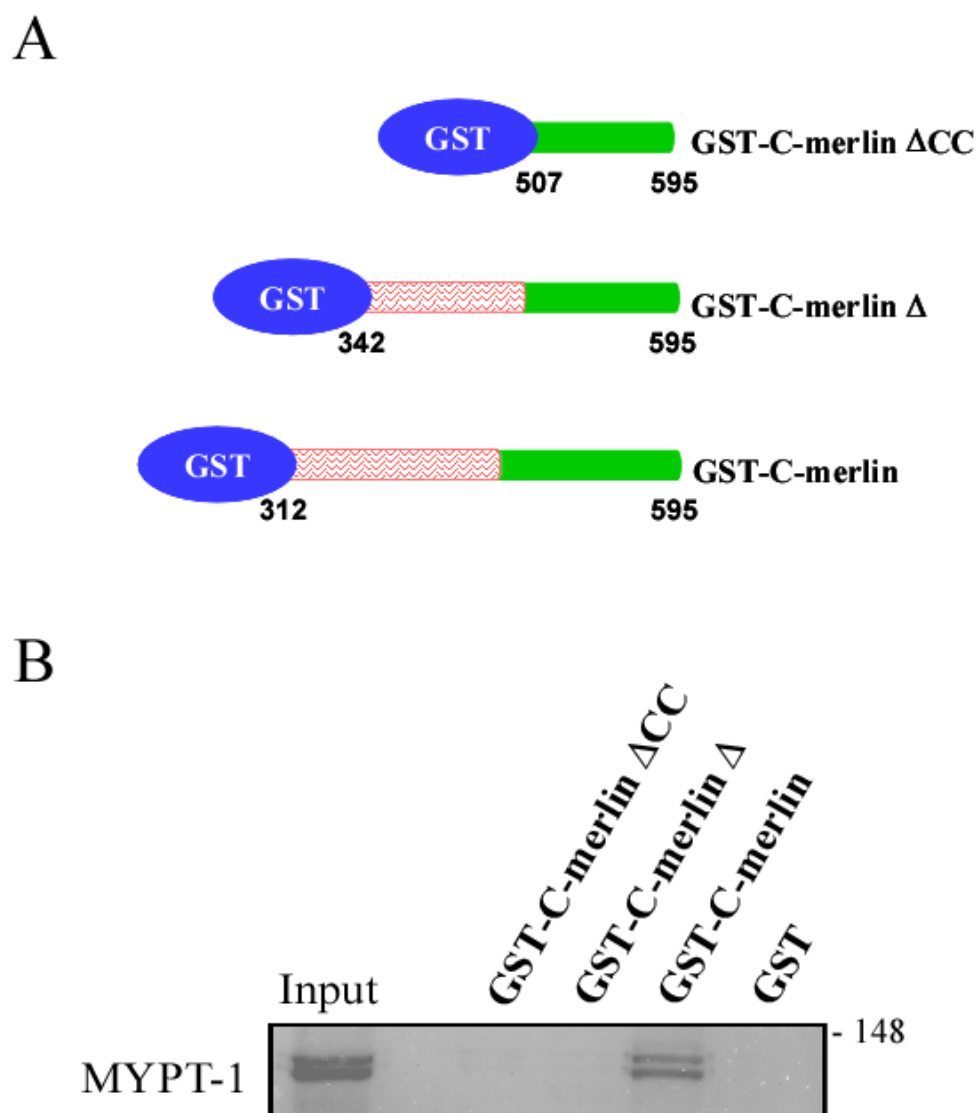 A
GST
GST-C-merlin ΔCC
507
595
GST
GST-C-merlin Δ
342
595
GST
GST-C-merlin
312
595
B
Input
GST-C-merlin ΔCC
GST-C-merlin Δ
GST-C-merlin
GST
- 148
MYPT-1